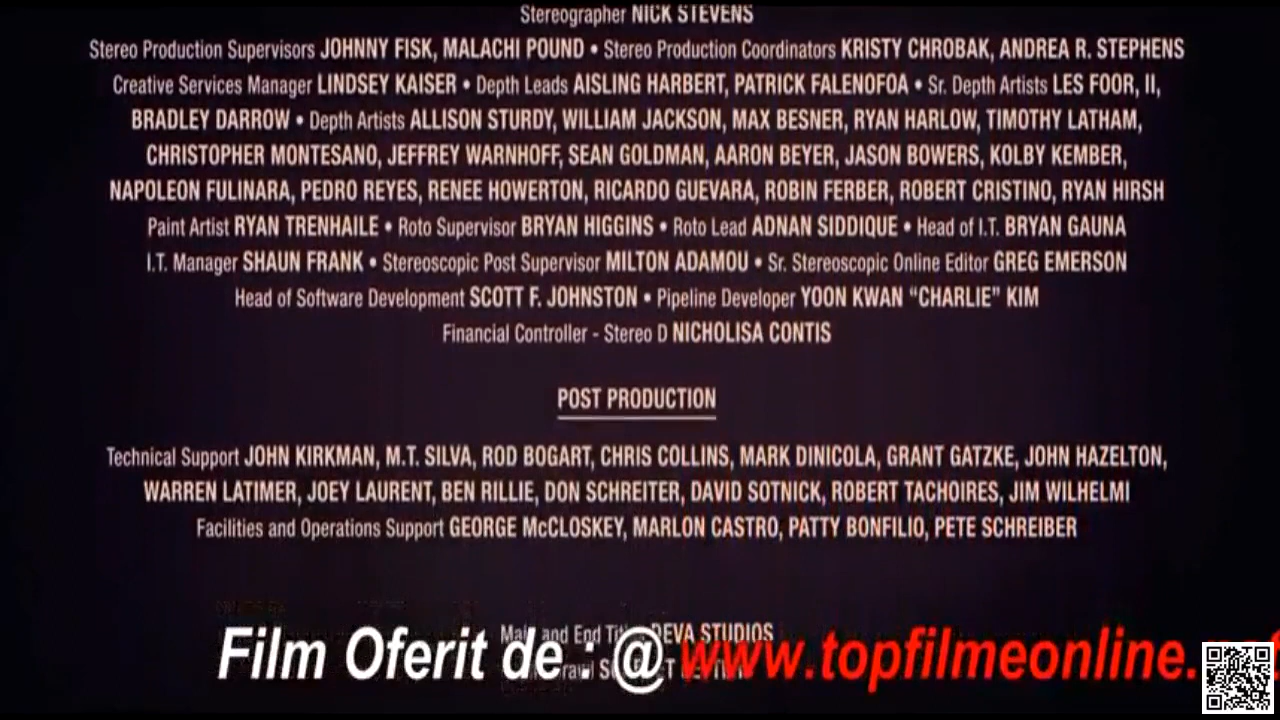 Stereographer NICK STEVENS
Stereo Production Supervisors JOHNNY FISK, MALACHI POUND • Stereo Production Coordinators KRISTY CHROBAK, ANDREA R. STEPHENS
Creative Services Manager LINDSEY KAISER • Depth Leads AISLING HARBERT, PATRICK FALENOFOA • Sr. Depth Artists LES FOOR, II,
BRADLEY DARROW • Depth Artists ALLISON STURDY, WILLIAM JACKSON, MAX BESNER, RYAN HARLOW, TIMOTHY LATHAM,
CHRISTOPHER MONTESANO, JEFFREY WARNHOFF, SEAN GOLDMAN, AARON BEYER, JASON BOWERS, KOLBY KEMBER,
NAPOLEON FULINARA, PEDRO REYES, RENEE HOWERTON, RICARDO GUEVARA, ROBIN FERBER, ROBERT CRISTINO, RYAN HIRSH
Paint Artist RYAN TRENHAILE • Roto Supervisor BRYAN HIGGINS • Roto Lead ADNAN SIDDIQUE • Head of I.T. BRYAN GAUNA
I.T. Manager SHAUN FRANK • Stereoscopic Post Supervisor MILTON ADAMOU • Sr. Stereoscopic Online Editor GREG EMERSON
Head of Software Development SCOTT F. JOHNSTON • Pipeline Developer YOON KWAN “CHARLIE” KIM
Financial Controller - Stereo D NICHOLISA CONTIS
POST PRODUCTION
Technical Support JOHN KIRKMAN, M.T. SILVA, ROD BOGART, CHRIS COLLINS, MARK DINICOLA, GRANT GATZKE, JOHN HAZELTON,
WARREN LATIMER, JOEY LAURENT, BEN RILLIE, DON SCHREITER, DAVID SOTNICK, ROBERT TACHOIRES, JIM WILHELMI
Facilities and Operations Support GEORGE McCLOSKEY, MARLON CASTRO, PATTY BONFILIO, PETE SCHREIBER
and End STUDIOS
Film Oferit de : @ www.topfilmeonline.